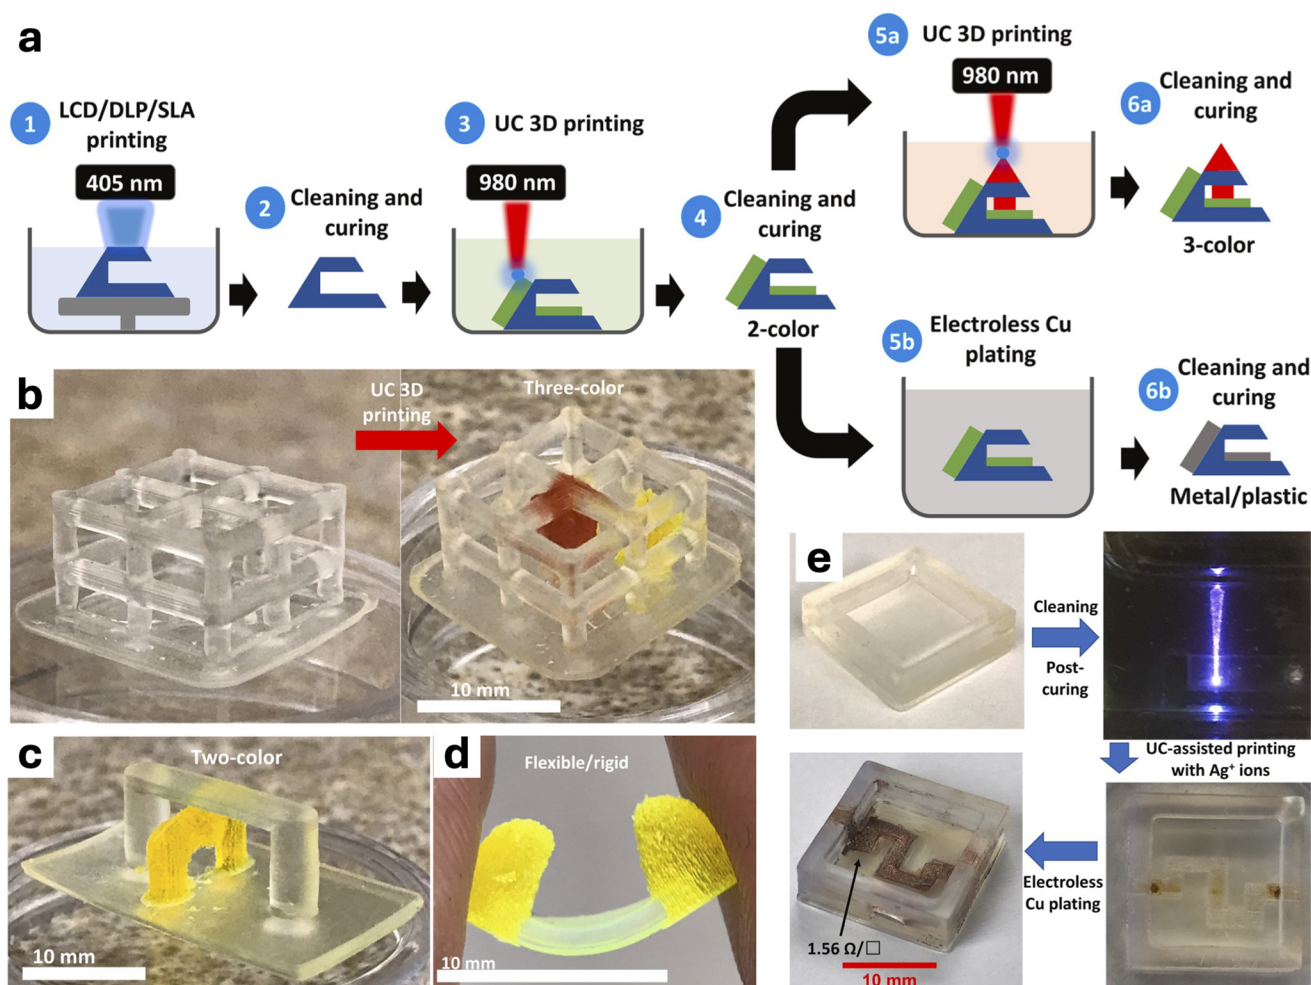 a
1
LCD/DLP/SLA
printing
405 nm
2
Cleaning and
curing
3
UC 3D printing
980 nm
4
Cleaning and
curing
2-color
5a
UC 3D printing
980 nm
6a
Cleaning and
curing
3-color
5b
Electroless Cu
plating
6b
Cleaning and
curing
Metal/plastic
b
UC 3D
printing
Three-color
10 mm
c
Two-color
10 mm
d
Flexible/rigid
10 mm
e
Cleaning
Post-
curing
UC-assisted printing
with Ag⁺ ions
Electroless
Cu plating
1.56 Ω/□
10 mm